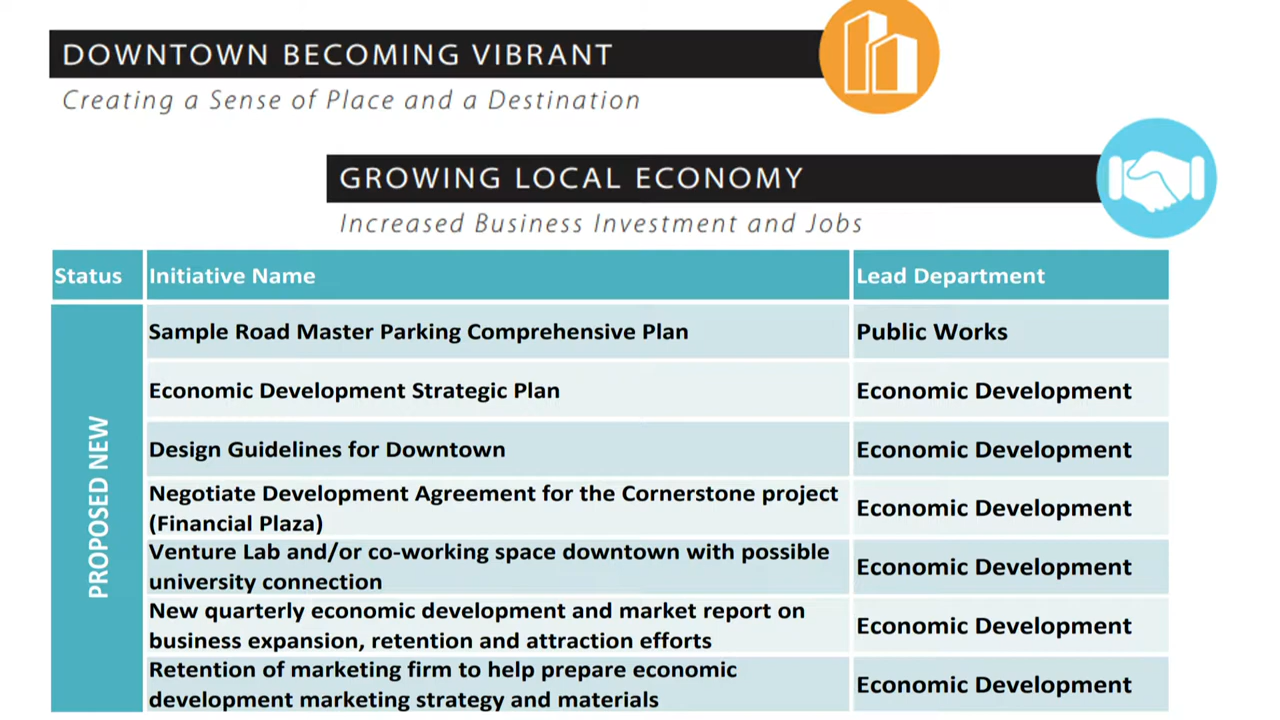 DOWNTOWN BECOMING VIBRANT
Creating a Sense of Place and a Destination
GROWING LOCAL ECONOMY
Increased Business Investment and Jobs
Status Initiative Name Lead Department
PROPOSED NEW
Sample Road Master Parking Comprehensive Plan Public Works
Economic Development Strategic Plan Economic Development
Design Guidelines for Downtown Economic Development
Negotiate Development Agreement for the Cornerstone project
(Financial Plaza) Economic Development
Venture Lab and/or co-working space downtown with possible
university connection Economic Development
New quarterly economic development and market report on
business expansion, retention and attraction efforts Economic Development
Retention of marketing firm to help prepare economic
development marketing strategy and materials Economic Development